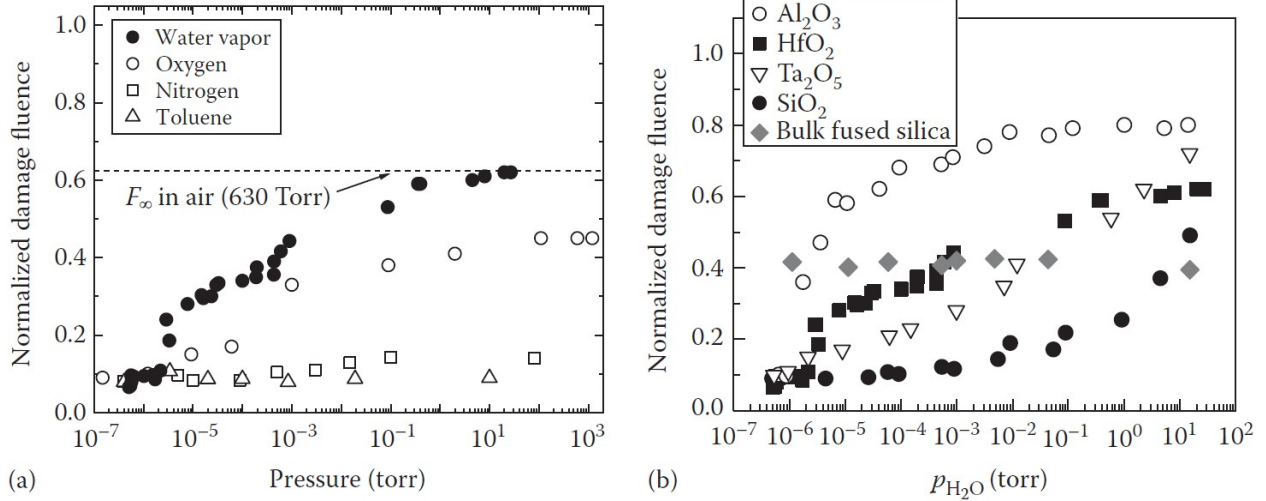 1.0
0.8
0.6
0.4
0.2
0.0
Normalized damage fluence
Water vapor
Oxygen
Nitrogen
Toluene
F∞ in air (630 Torr)
10⁻⁷ 10⁻⁵ 10⁻³ 10⁻¹ 10¹ 10³
Pressure (torr)
(a)
1.0
0.8
0.6
0.4
0.2
0.0
Normalized damage fluence
Al₂O₃
HfO₂
Ta₂O₅
SiO₂
Bulk fused silica
10⁻⁷ 10⁻⁶ 10⁻⁵ 10⁻⁴ 10⁻³ 10⁻² 10⁻¹ 10⁰ 10¹ 10²
pH₂O (torr)
(b)